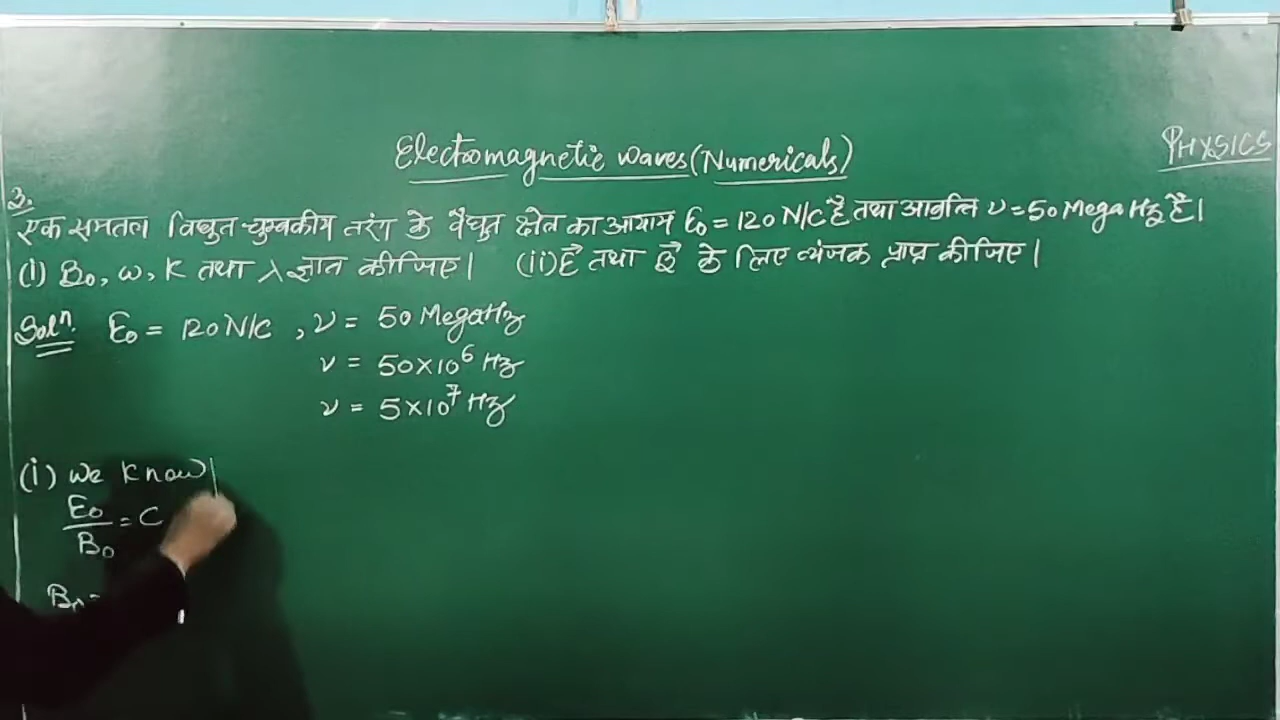 Electromagnetic waves (Numericals)
PHYSICS
3.
एक समतल विधुत चुम्बकीय तरंग के वैधुत क्षेत्र का आयाम E₀ = 120 N/C है तथा आवृत्ति ν = 50 Mega Hz है।
(i) B₀, ω, K तथा λ ज्ञात कीजिए। (ii) E⃗ तथा B⃗ के लिए व्यंजक प्राप्त कीजिए।
Solⁿ. E₀ = 120 N/C , ν = 50 MegaHz
ν = 50×10⁶ Hz
ν = 5×10⁷ Hz
(i) We Know
E₀/B₀ = C
B₀ =